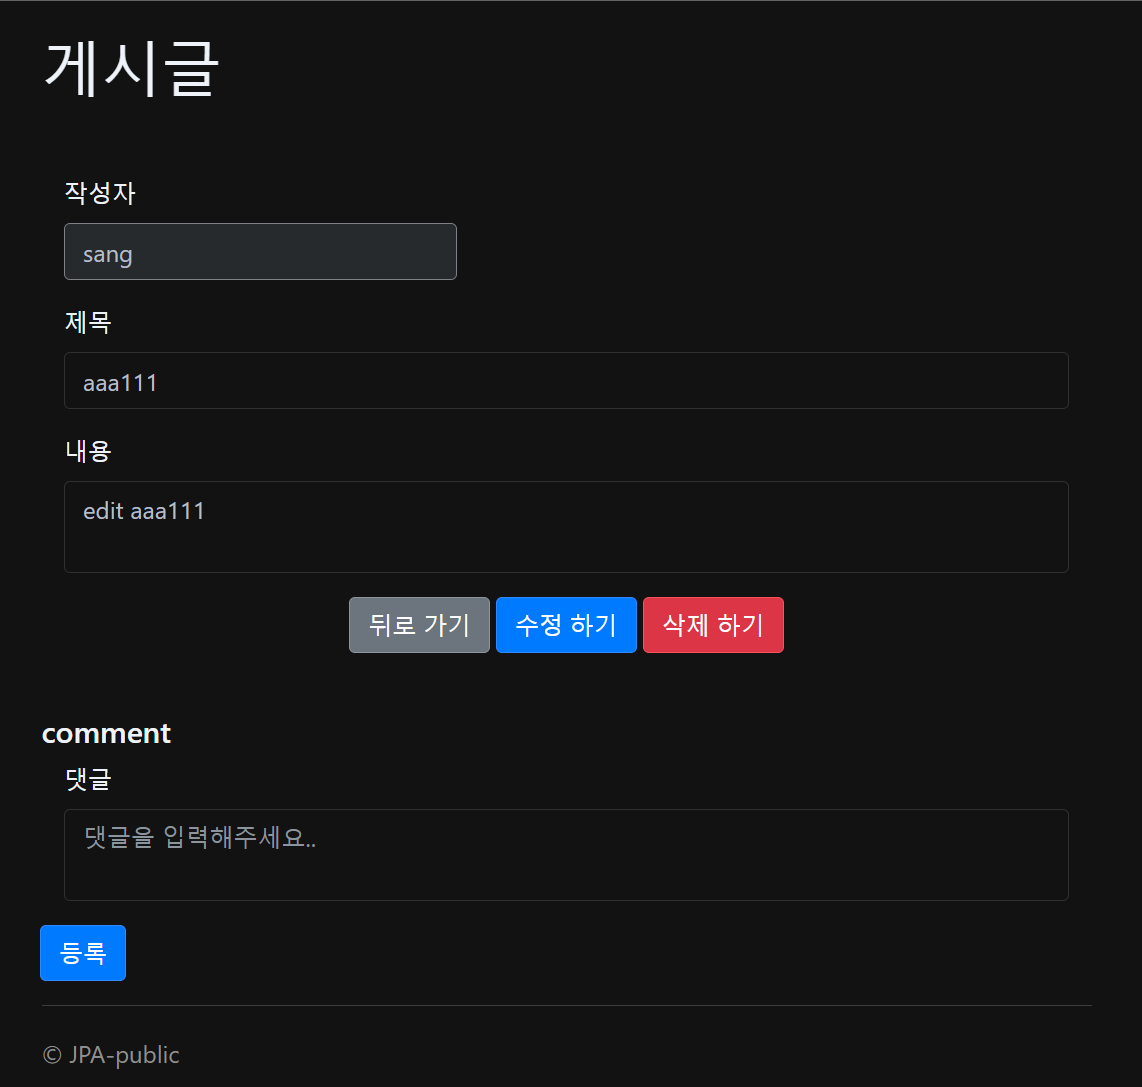 게시글
작성자
sang
제목
aaa111
내용
edit aaa111
뒤로 가기 수정 하기 삭제 하기
comment
댓글
댓글을 입력해주세요..
등록
© JPA-public